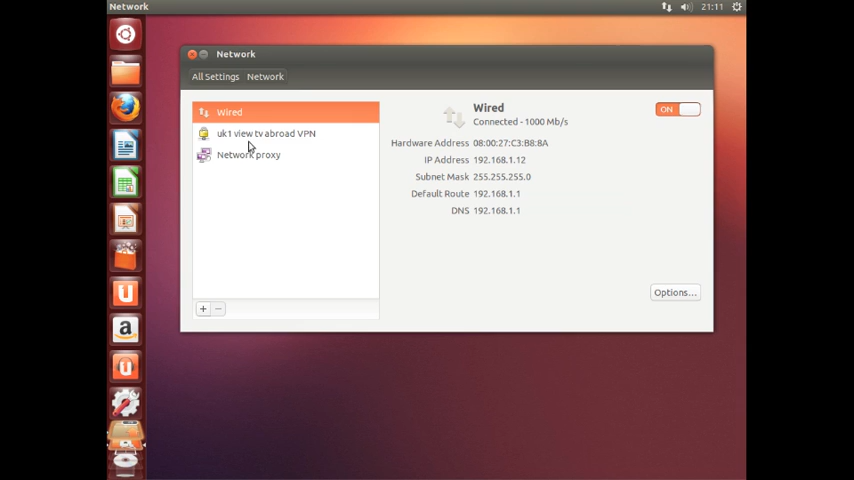 Network
21:11
Network
All Settings
Network
Wired
uk1 view tv abroad VPN
Network proxy
Wired
Connected - 1000 Mb/s
ON
Hardware Address 08:00:27:C3:B8:8A
IP Address 192.168.1.12
Subnet Mask 255.255.255.0
Default Route 192.168.1.1
DNS 192.168.1.1
Options...